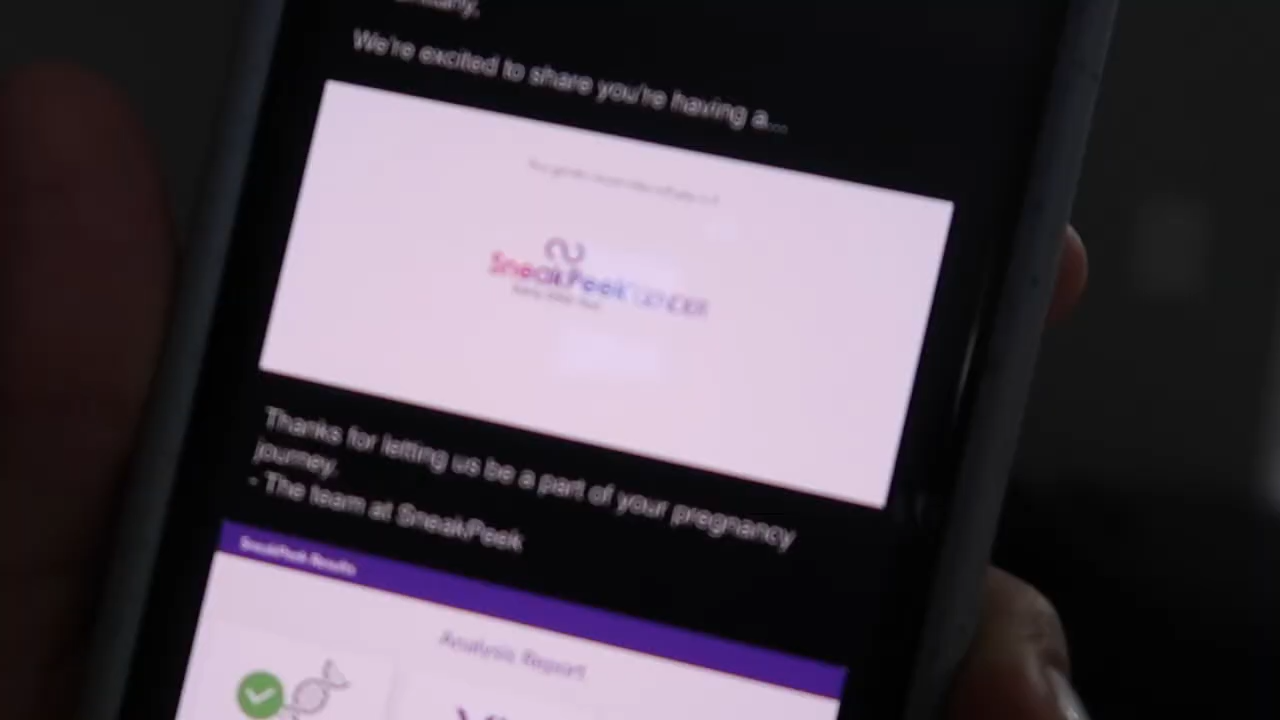 We're excited to share you're having a...
SneakPeek GENDER
Thanks for letting us be a part of your pregnancy
journey.
- The team at SneakPeek
SneakPeek Results
Analysis Report